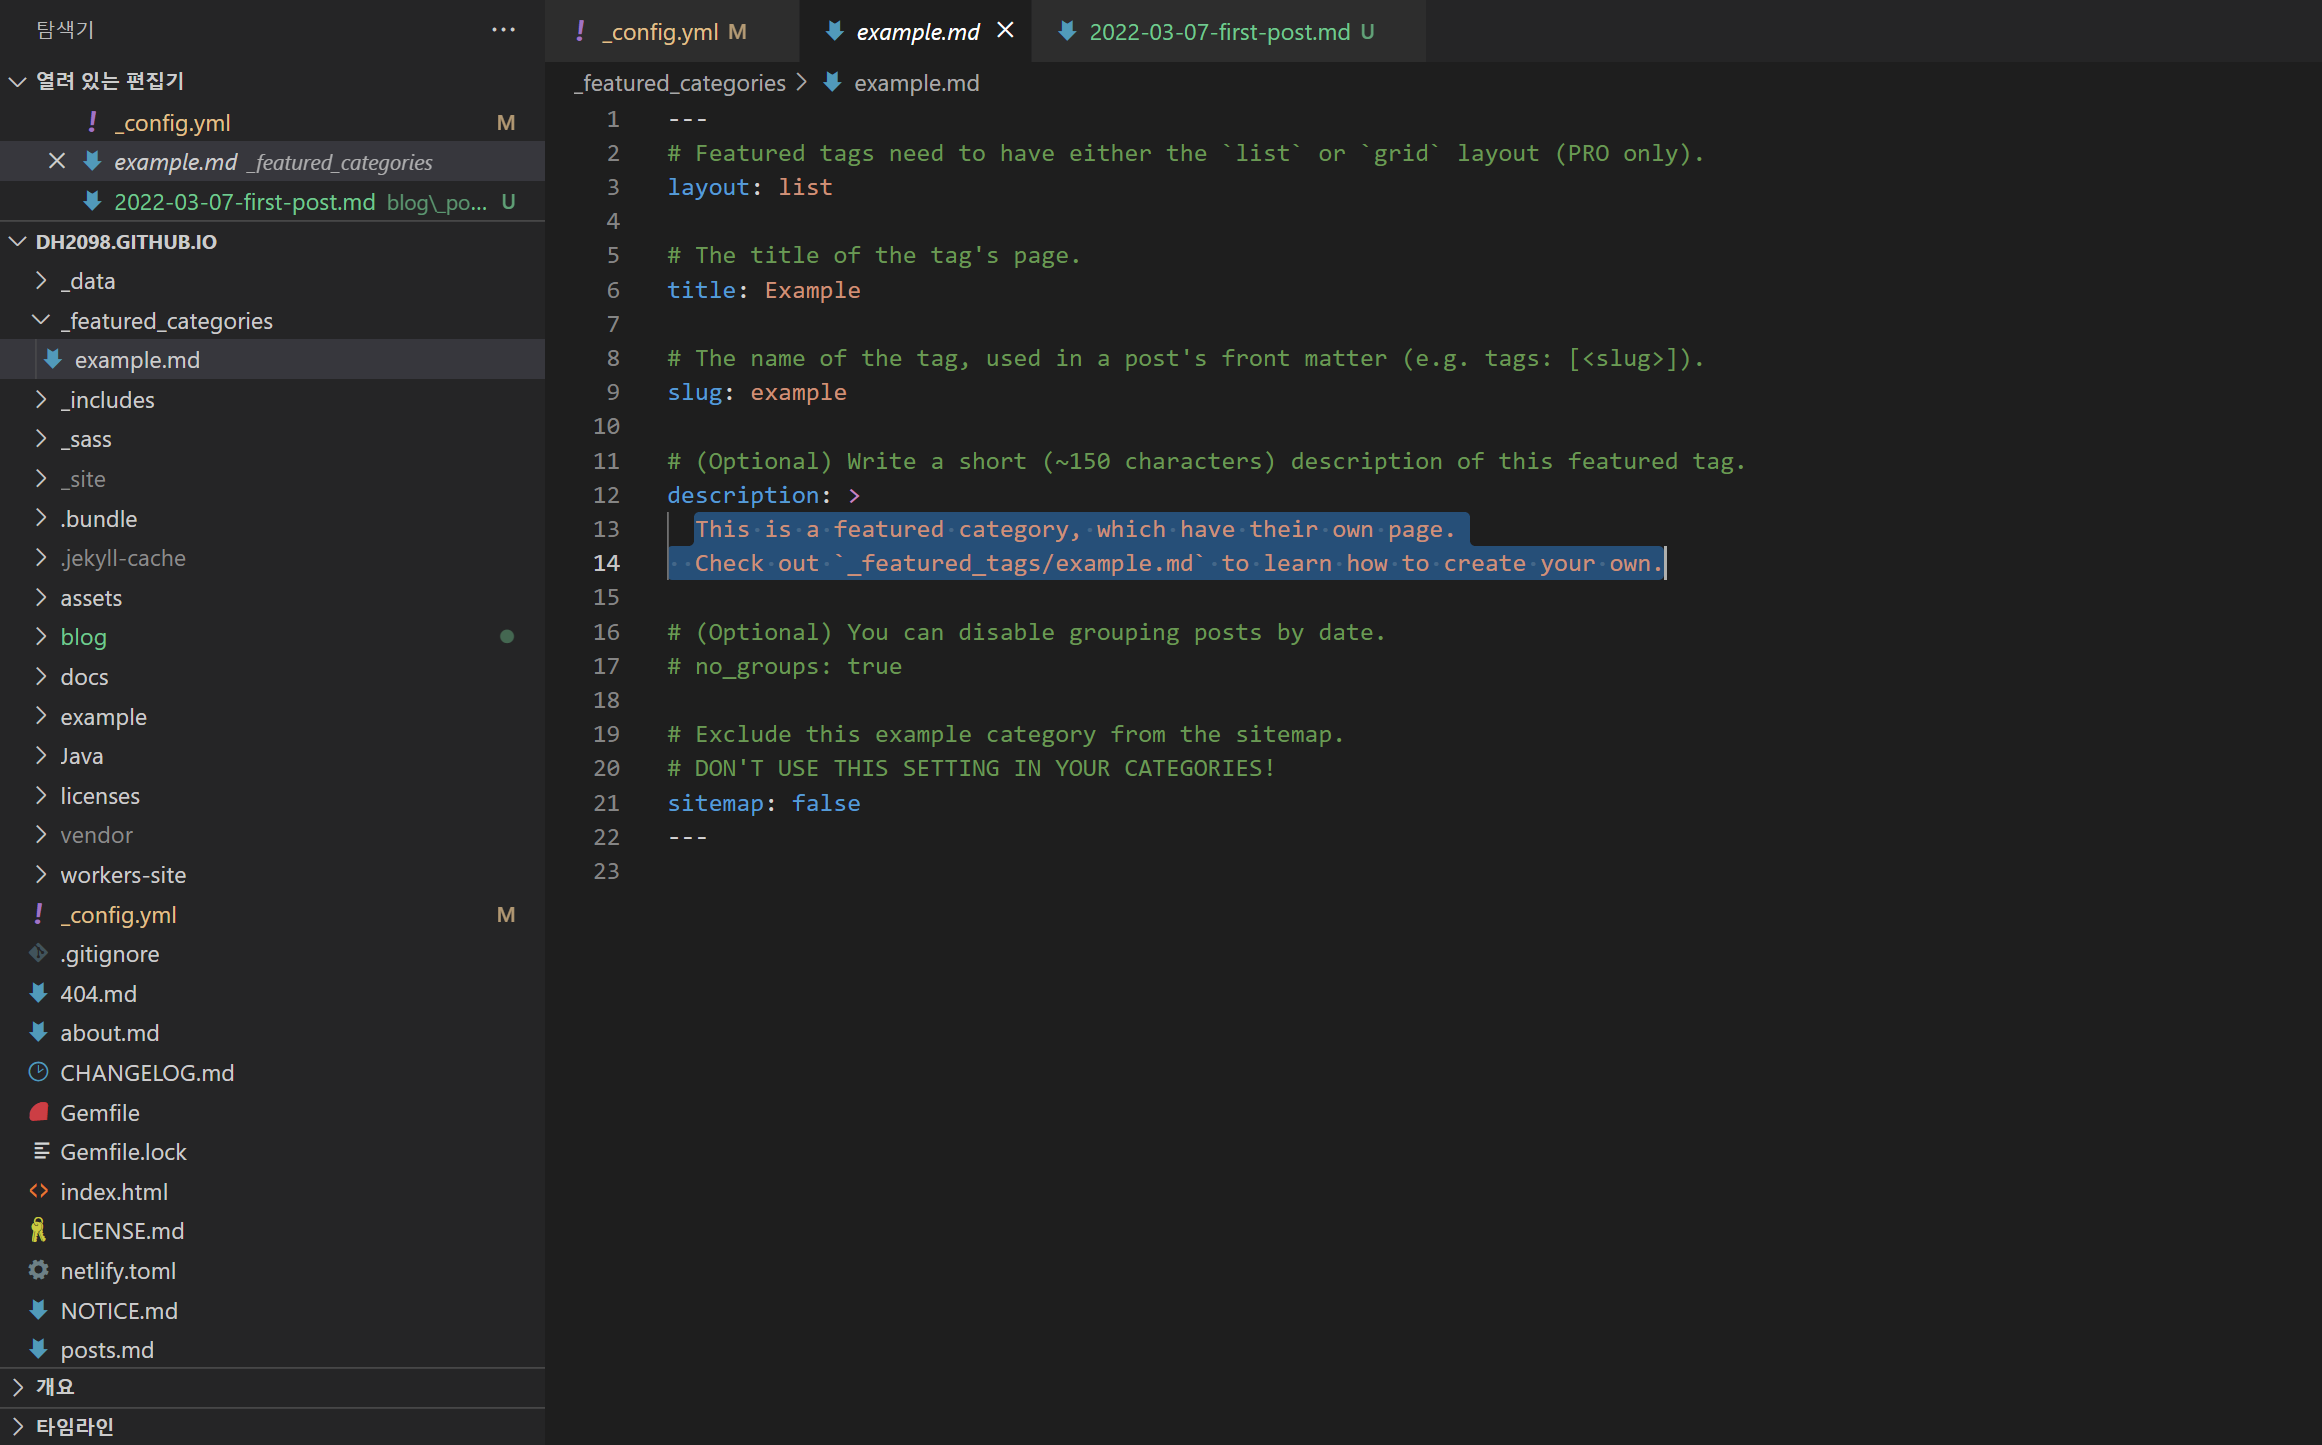 탐색기
열려 있는 편집기
_config.yml M
example.md _featured_categories
2022-03-07-first-post.md blog\_po... U
DH2098.GITHUB.IO
_data
_featured_categories
example.md
_includes
_sass
_site
.bundle
.jekyll-cache
assets
blog
docs
example
Java
licenses
vendor
workers-site
_config.yml M
.gitignore
404.md
about.md
CHANGELOG.md
Gemfile
Gemfile.lock
index.html
LICENSE.md
netlify.toml
NOTICE.md
posts.md
개요
타임라인
_config.yml M example.md 2022-03-07-first-post.md U
_featured_categories > example.md
1 ---
2 # Featured tags need to have either the `list` or `grid` layout (PRO only).
3 layout: list
4
5 # The title of the tag's page.
6 title: Example
7
8 # The name of the tag, used in a post's front matter (e.g. tags: [<slug>]).
9 slug: example
10
11 # (Optional) Write a short (~150 characters) description of this featured tag.
12 description: >
13 This is a featured category, which have their own page.
14 Check out `_featured_tags/example.md` to learn how to create your own.
15
16 # (Optional) You can disable grouping posts by date.
17 # no_groups: true
18
19 # Exclude this example category from the sitemap.
20 # DON'T USE THIS SETTING IN YOUR CATEGORIES!
21 sitemap: false
22 ---
23